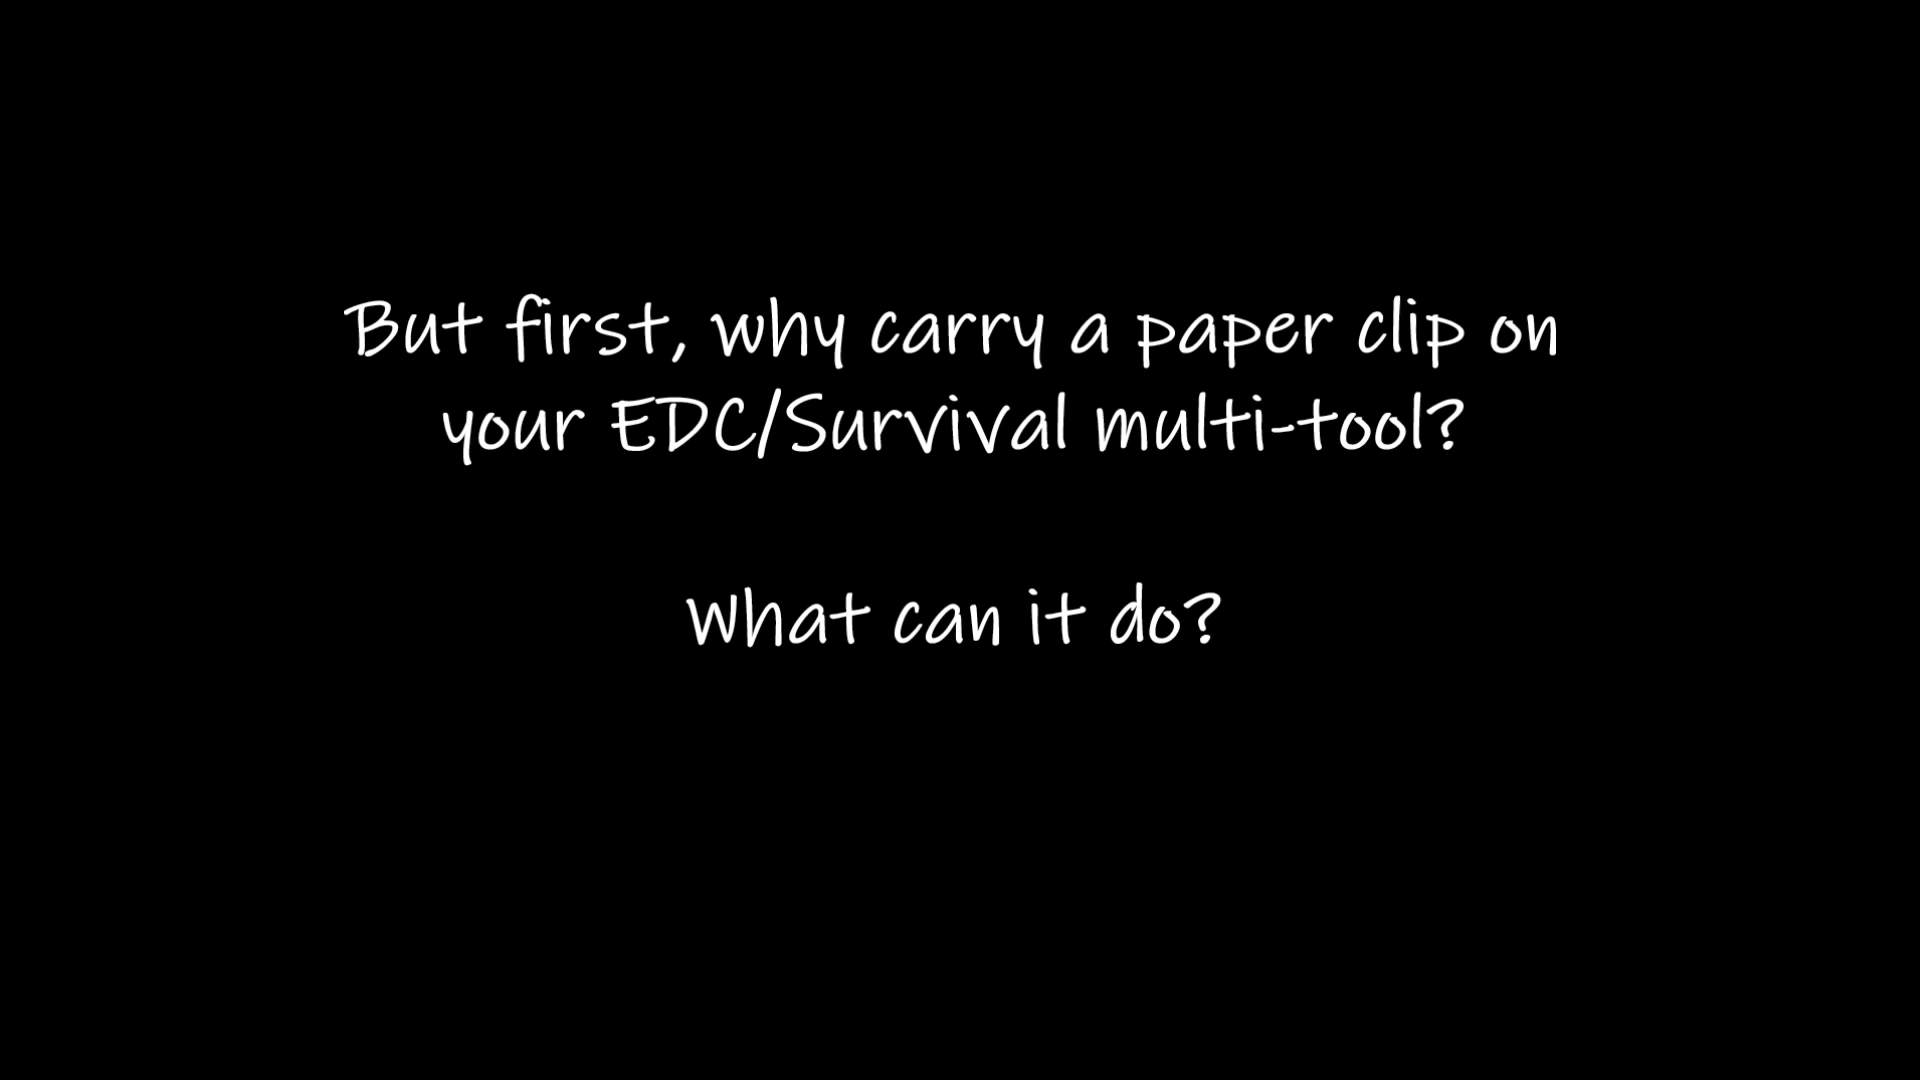 But first, why carry a paper clip on
your EDC/Survival multi-tool?
What can it do?